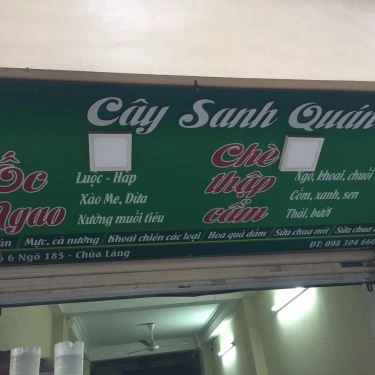 Cây Sanh Quán
Ốc
Ngao
Luộc - Hấp
Xào Me, Dừa
Nướng muối tiêu
Chè
thập
cẩm
Ngô, khoai, chuối
Cốm, xanh, sen
Thái, bưởi
Mực, cá nướng Khoai chiên các loại Hoa quả dầm Sữa chua mít Sữa chua
6 Ngõ 185 - Chùa Láng
ĐT: 098 304 666